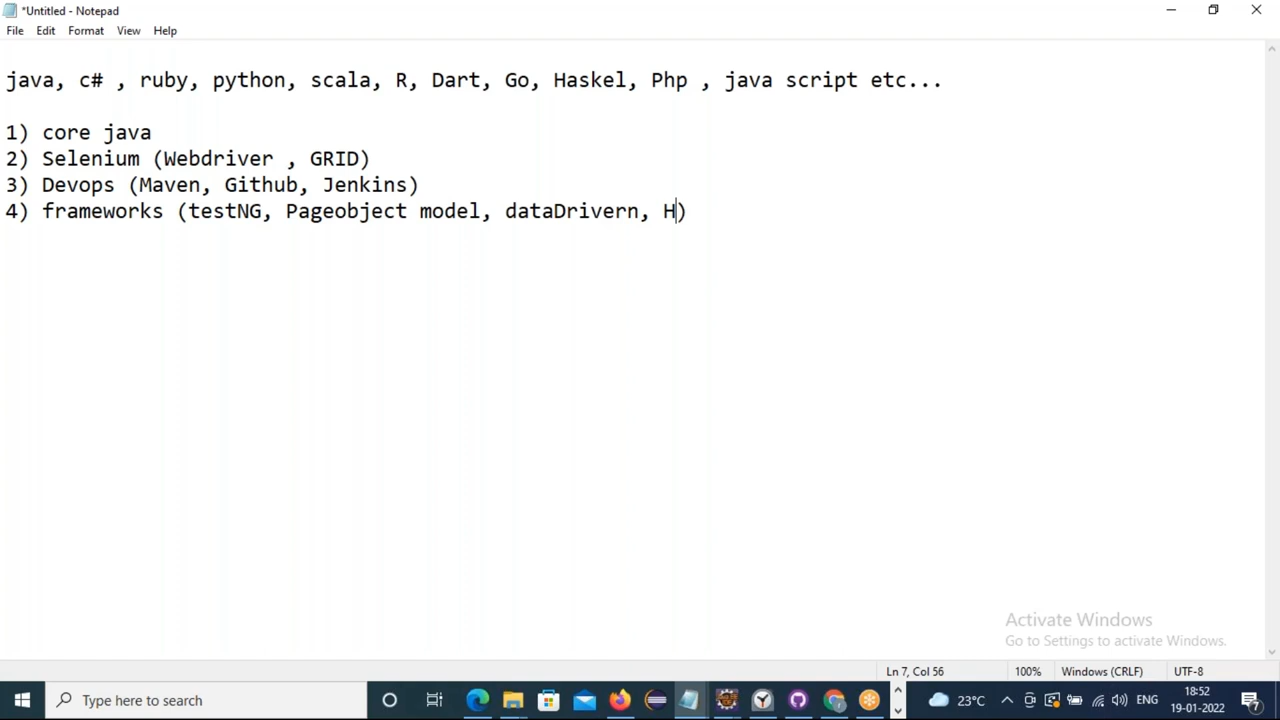 *Untitled - Notepad
File Edit Format View Help
java, c# , ruby, python, scala, R, Dart, Go, Haskel, Php , java script etc...
1) core java
2) Selenium (Webdriver , GRID)
3) Devops (Maven, Github, Jenkins)
4) frameworks (testNG, Pageobject model, dataDrivern, H)
Activate Windows
Go to Settings to activate Windows.
Ln 7, Col 56 100% Windows (CRLF) UTF-8
Type here to search 23°C ENG 18:52
19-01-2022 7